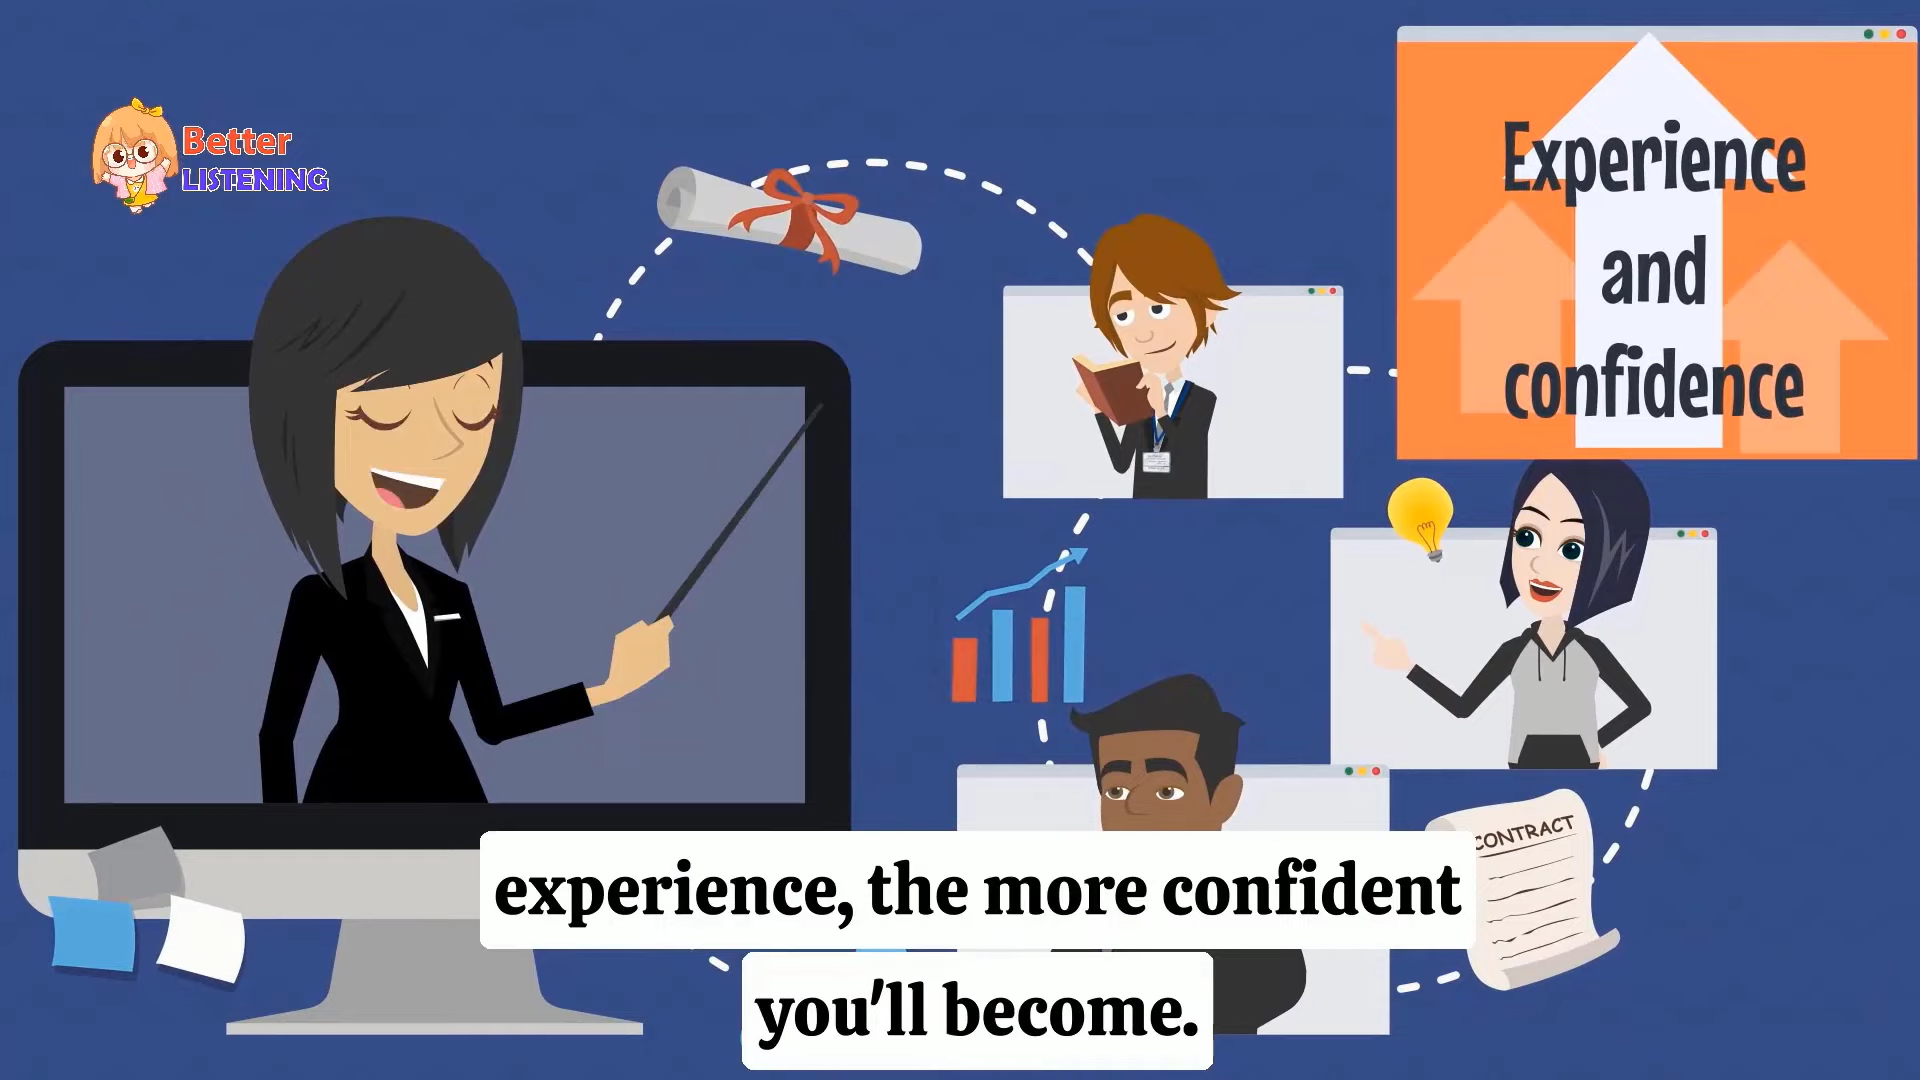 Better
LISTENING
Experience
and
confidence
CONTRACT
experience, the more confident
you'll become.